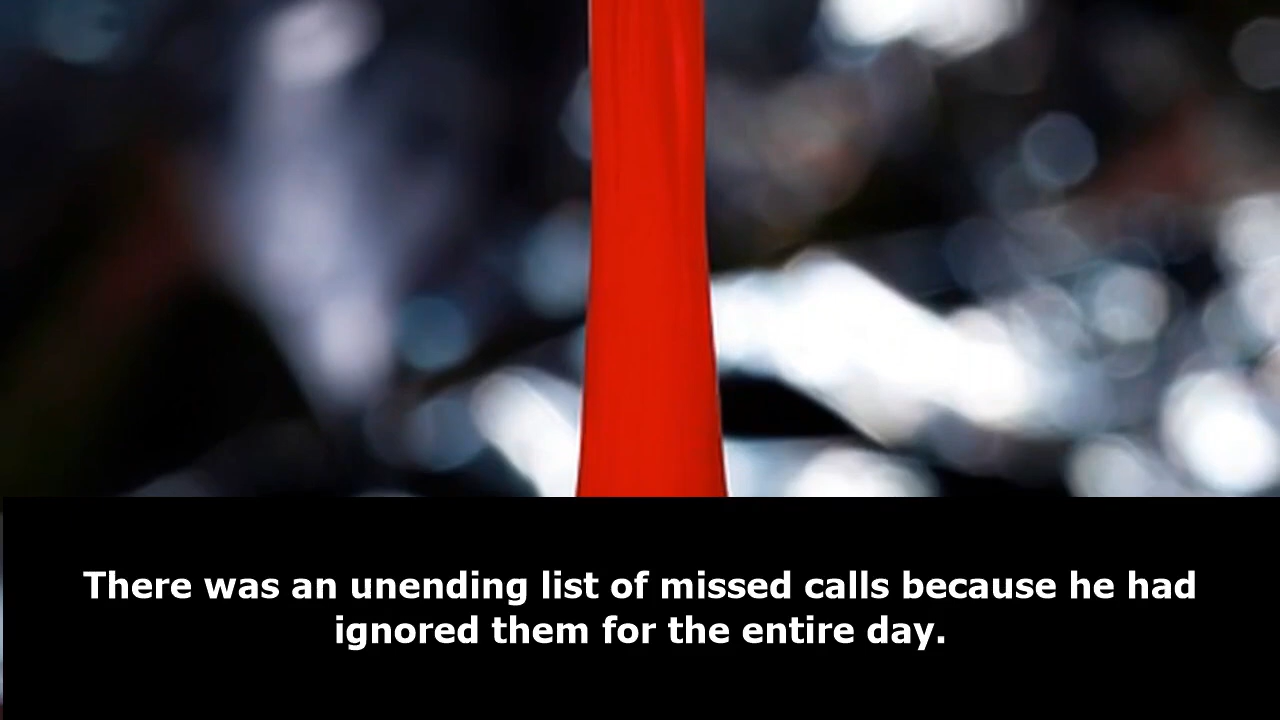 There was an unending list of missed calls because he had
ignored them for the entire day.